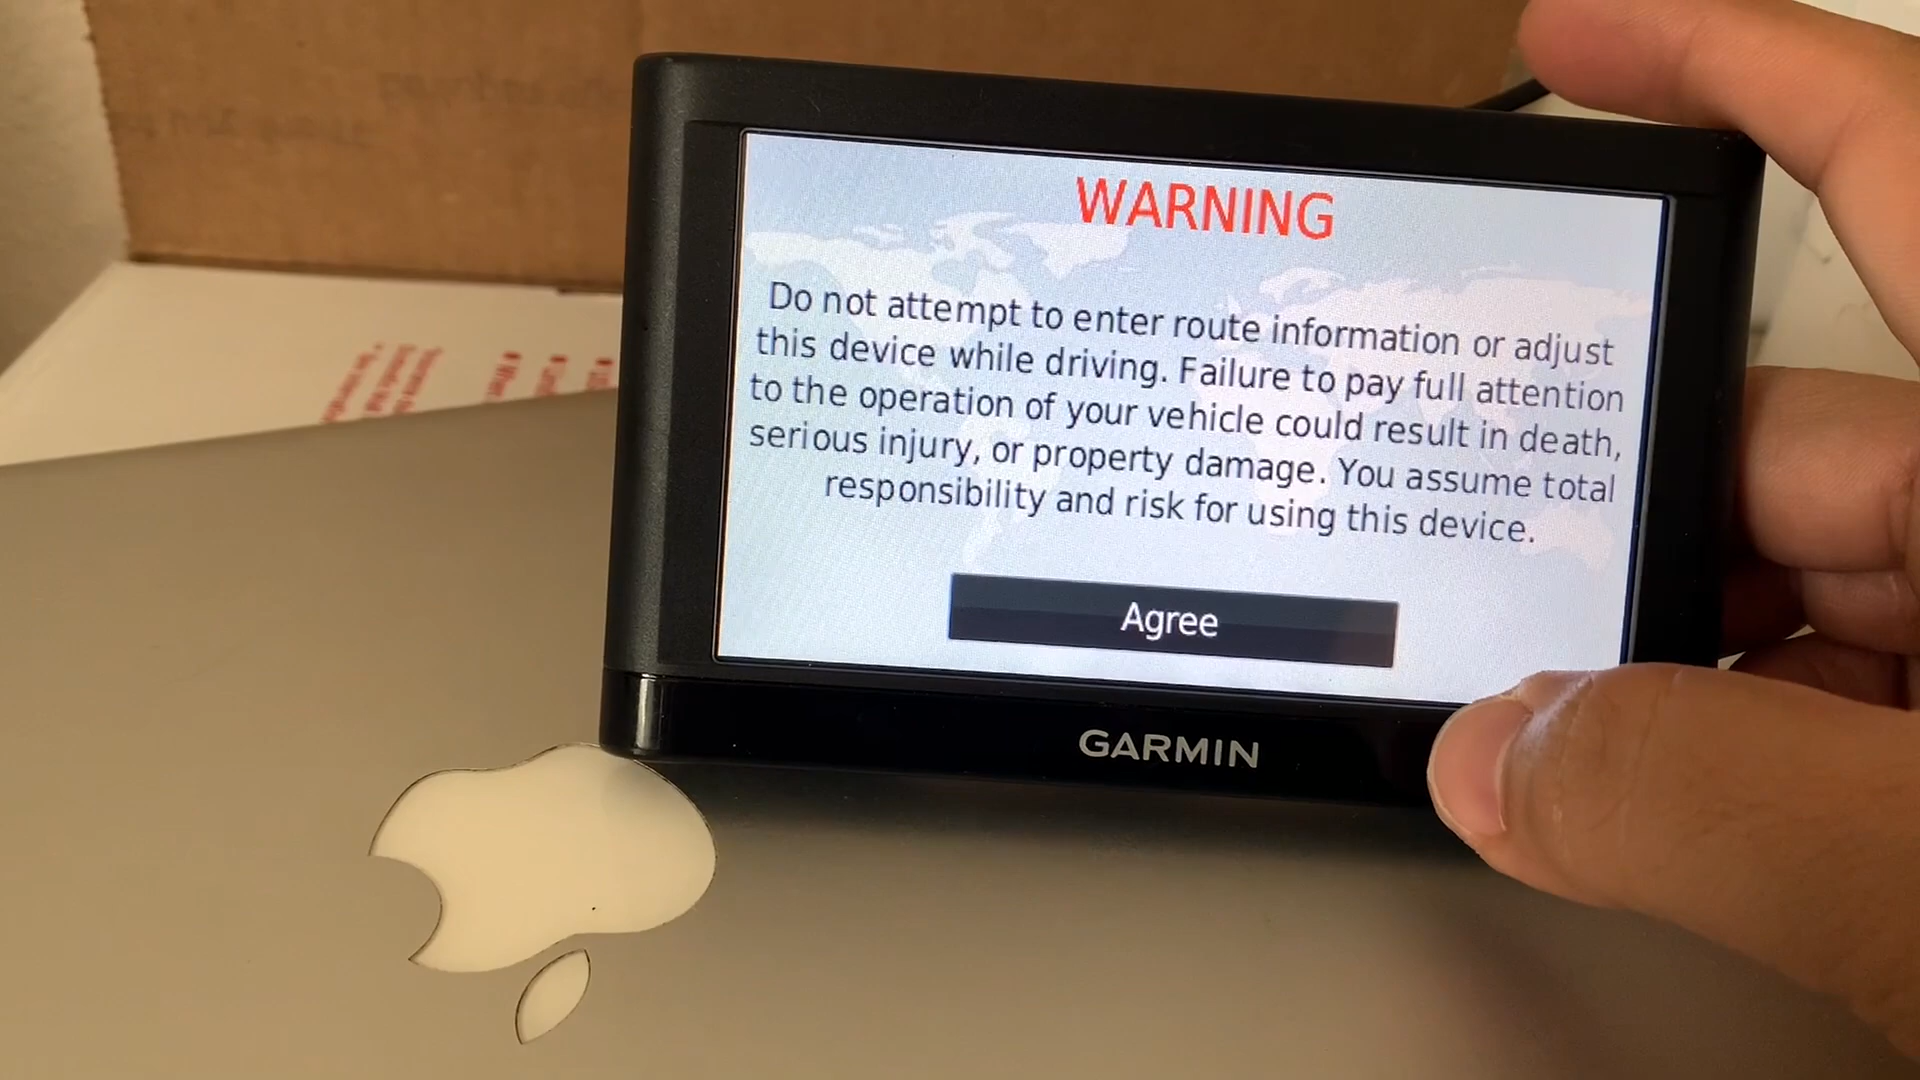 WARNING
Do not attempt to enter route information or adjust
this device while driving. Failure to pay full attention
to the operation of your vehicle could result in death,
serious injury, or property damage. You assume total
responsibility and risk for using this device.
Agree
GARMIN